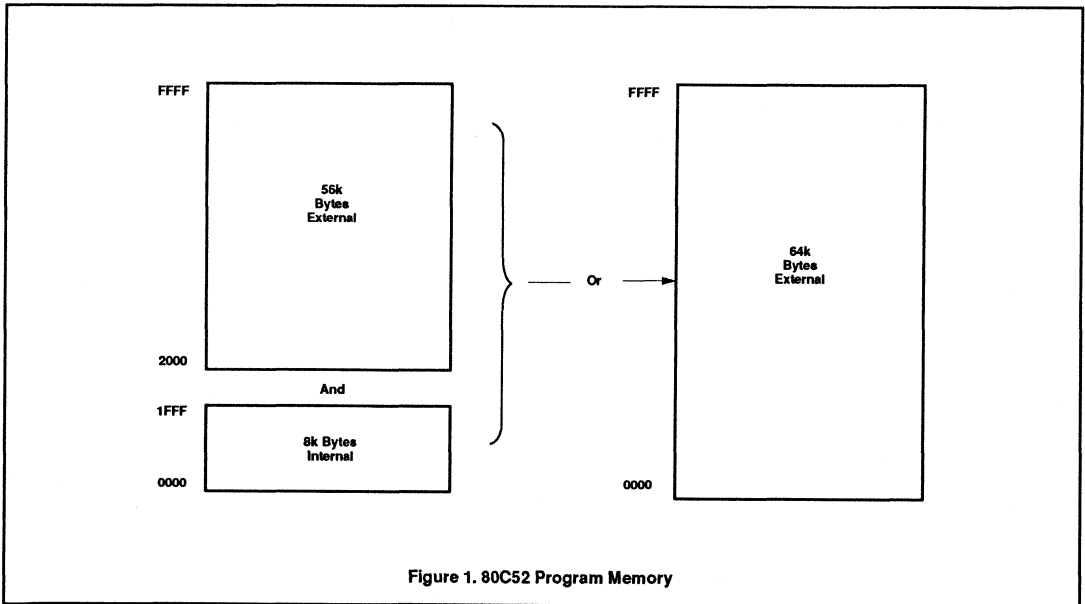 FFFF
56k
Bytes
External
2000
And
1FFF
8k Bytes
Internal
0000
Or
FFFF
64k
Bytes
External
0000
Figure 1. 80C52 Program Memory